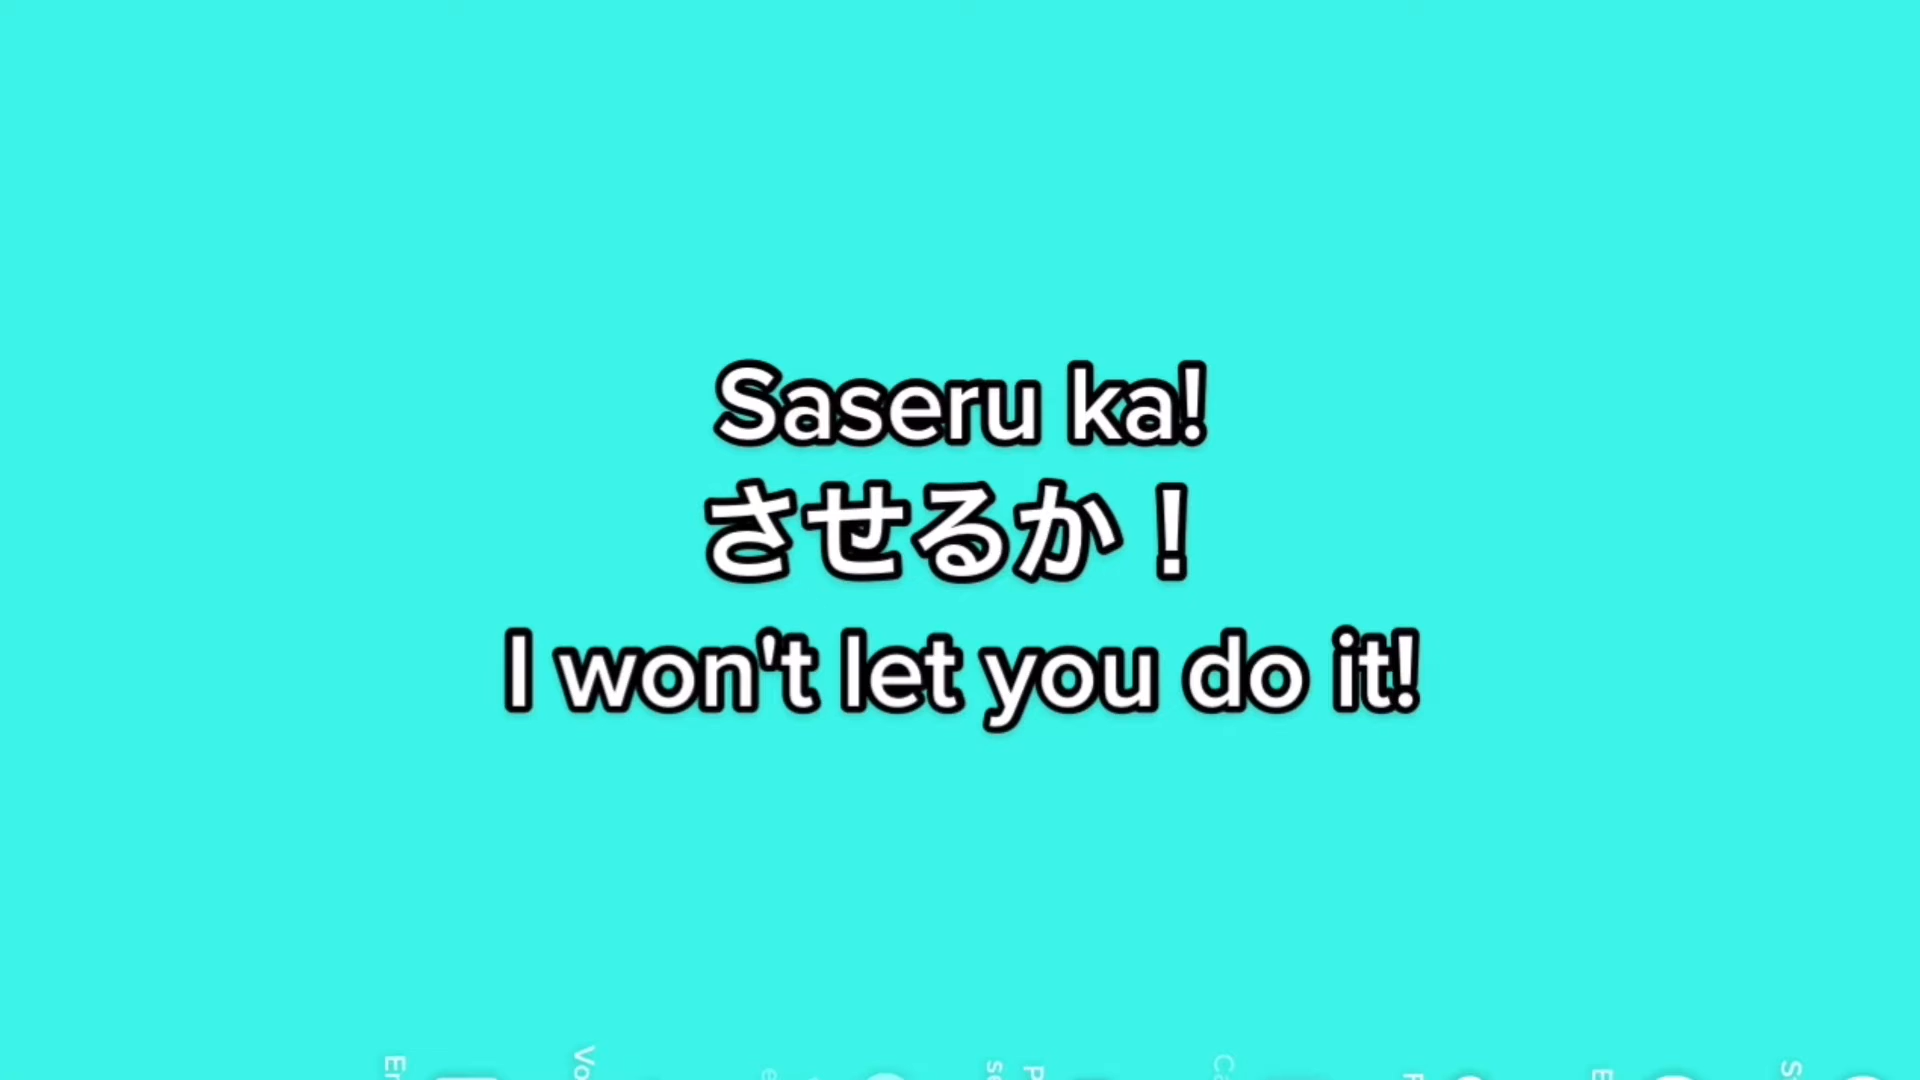 Saseru ka!
させるか！
I won't let you do it!